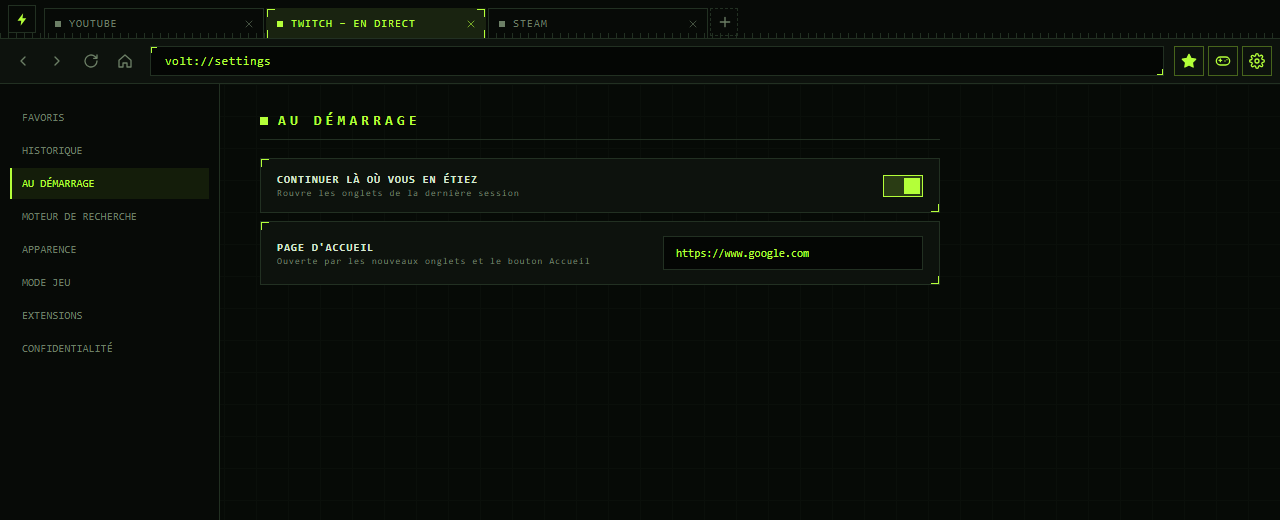 YOUTUBE
TWITCH – EN DIRECT
STEAM
volt://settings
FAVORIS
HISTORIQUE
AU DÉMARRAGE
MOTEUR DE RECHERCHE
APPARENCE
MODE JEU
EXTENSIONS
CONFIDENTIALITÉ
AU DÉMARRAGE
CONTINUER LÀ OÙ VOUS EN ÉTIEZ
Rouvre les onglets de la dernière session
PAGE D'ACCUEIL
Ouverte par les nouveaux onglets et le bouton Accueil
https://www.google.com